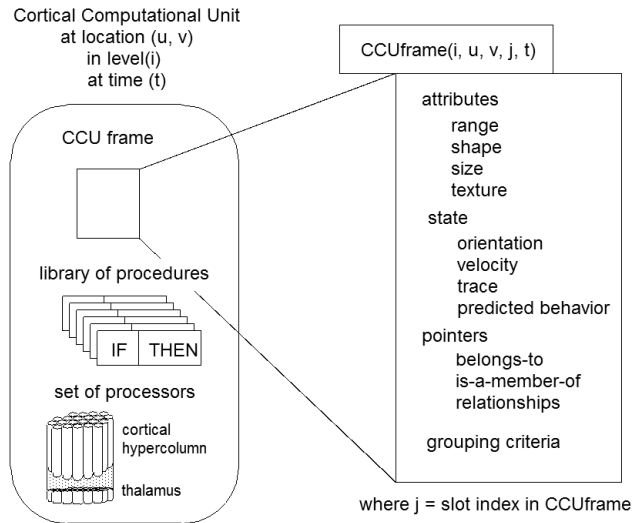 Cortical Computational Unit
at location (u, v)
in level(i)
at time (t)
CCU frame
library of procedures
IF THEN
set of processors
cortical
hypercolumn
thalamus
CCUframe(i, u, v, j, t)
attributes
range
shape
size
texture
state
orientation
velocity
trace
predicted behavior
pointers
belongs-to
is-a-member-of
relationships
grouping criteria
where j = slot index in CCUframe